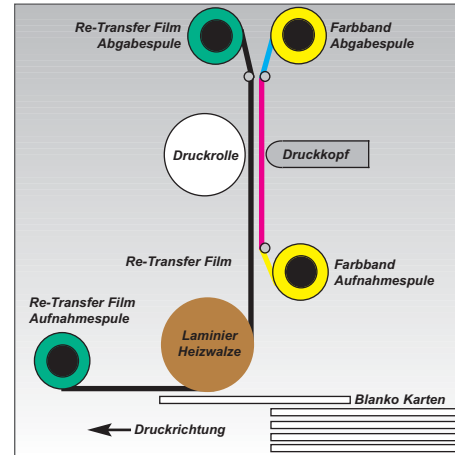 Re-Transfer Film
Abgabespule
Farbband
Abgabespule
Druckrolle
Druckkopf
Re-Transfer Film
Farbband
Aufnahmespule
Re-Transfer Film
Aufnahmespule
Laminier
Heizwalze
Blanko Karten
Druckrichtung